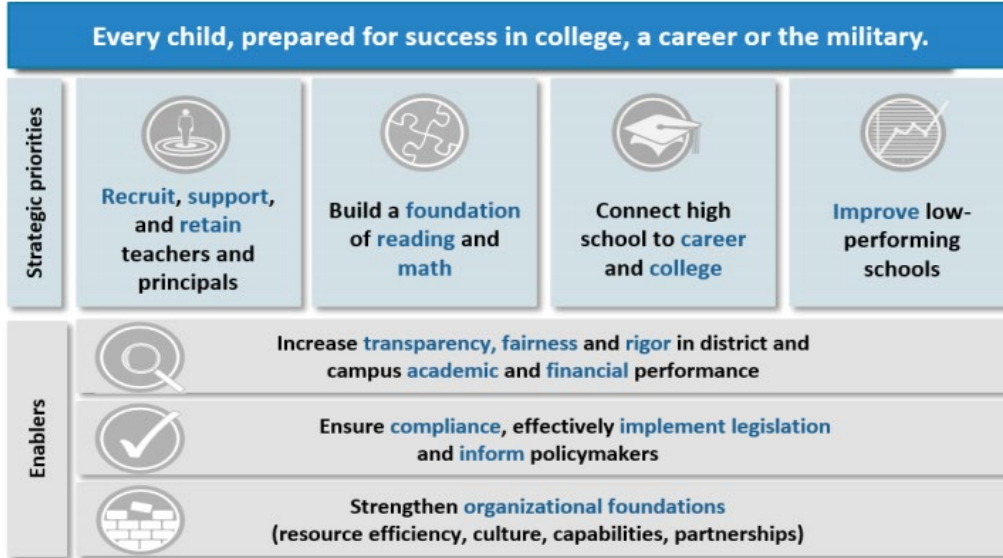 Every child, prepared for success in college, a career or the military.
Strategic priorities
Recruit, support,
and retain
teachers and
principals
Build a foundation
of reading and
math
Connect high
school to career
and college
Improve low-
performing
schools
Enablers
Increase transparency, fairness and rigor in district and
campus academic and financial performance
Ensure compliance, effectively implement legislation
and inform policymakers
Strengthen organizational foundations
(resource efficiency, culture, capabilities, partnerships)